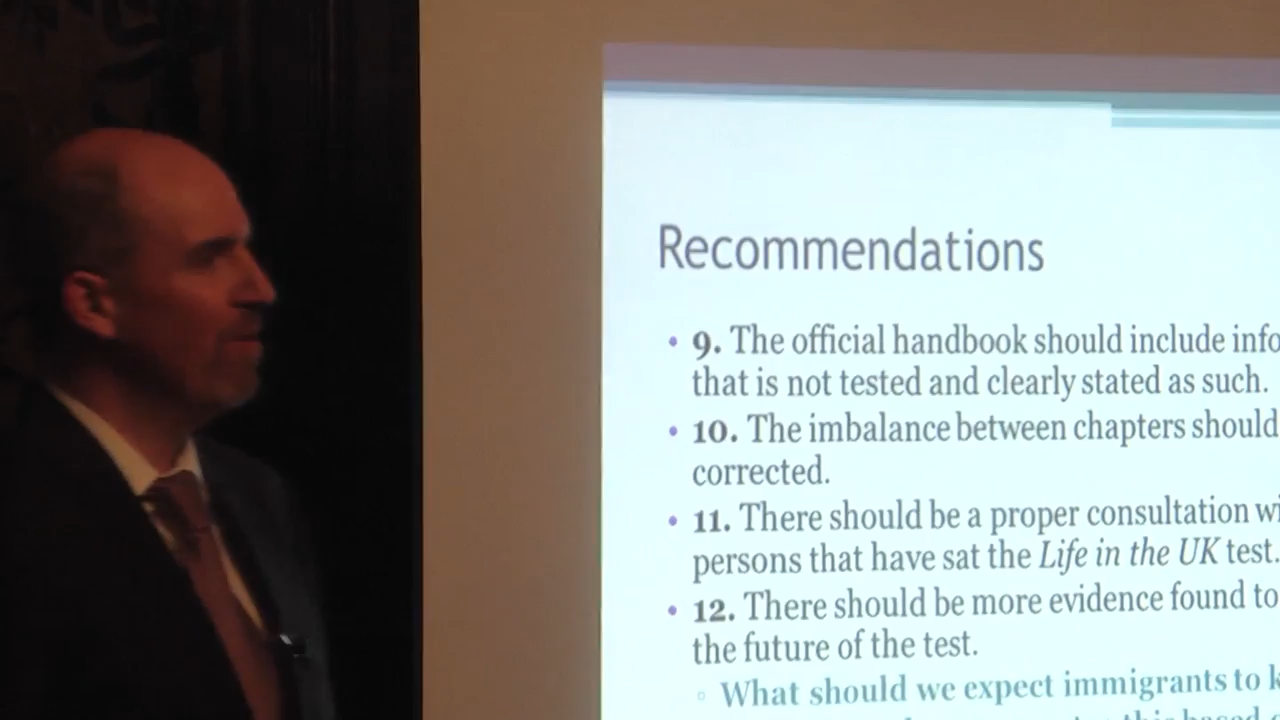 Recommendations
• 9. The official handbook should include
that is not tested and clearly stated as such.
• 10. The imbalance between chapters should
corrected.
• 11. There should be a proper consultation
persons that have sat the Life in the UK test.
• 12. There should be more evidence found to
the future of the test.
◦ What should we expect immigrants to
this based